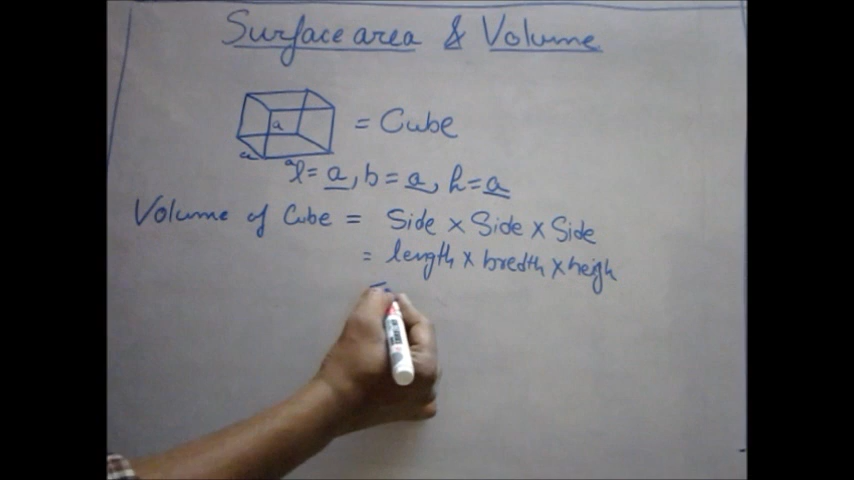 Surface area & Volume
a = Cube
a a
l = a, b = a, h = a
Volume of Cube = Side × Side × Side
= length × bredth × heigh
=